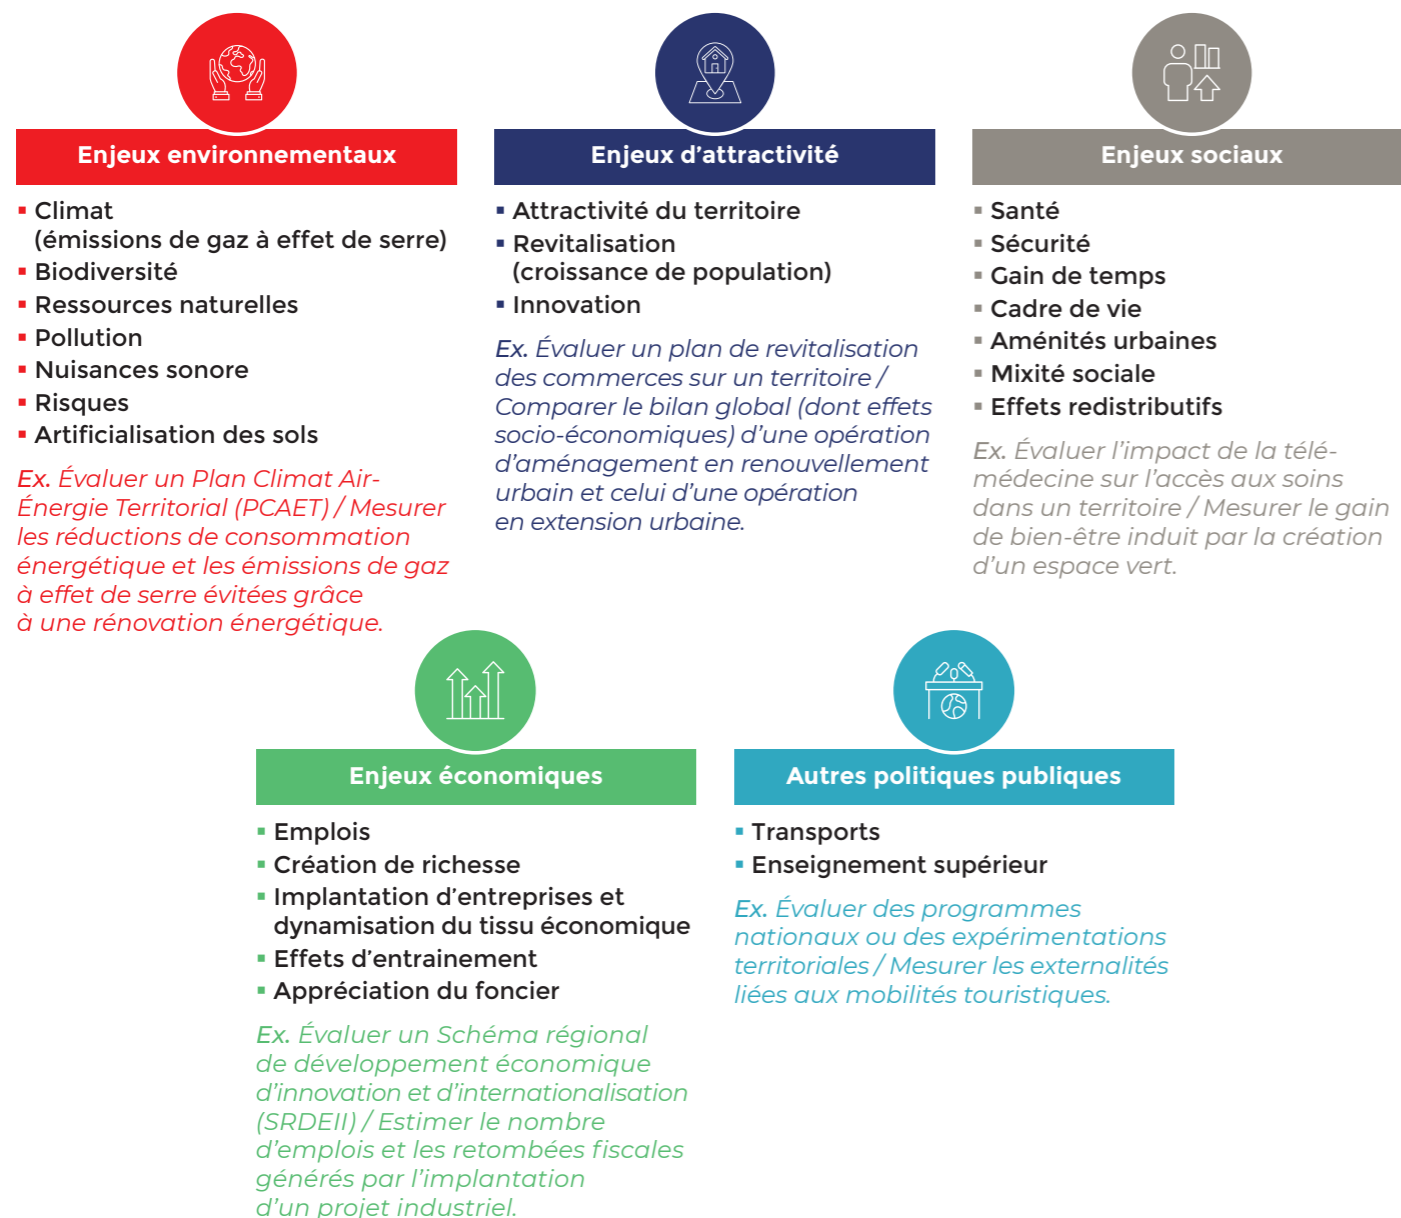 Enjeux environnementaux
▪ Climat
(émissions de gaz à effet de serre)
▪ Biodiversité
▪ Ressources naturelles
▪ Pollution
▪ Nuisances sonore
▪ Risques
▪ Artificialisation des sols
Ex. Évaluer un Plan Climat Air-
Énergie Territorial (PCAET) / Mesurer
les réductions de consommation
énergétique et les émissions de gaz
à effet de serre évitées grâce
à une rénovation énergétique.
Enjeux d’attractivité
▪ Attractivité du territoire
▪ Revitalisation
(croissance de population)
▪ Innovation
Ex. Évaluer un plan de revitalisation
des commerces sur un territoire /
Comparer le bilan global (dont effets
socio-économiques) d’une opération
d’aménagement en renouvellement
urbain et celui d’une opération
en extension urbaine.
Enjeux sociaux
▪ Santé
▪ Sécurité
▪ Gain de temps
▪ Cadre de vie
▪ Aménités urbaines
▪ Mixité sociale
▪ Effets redistributifs
Ex. Évaluer l’impact de la télé-
médecine sur l’accès aux soins
dans un territoire / Mesurer le gain
de bien-être induit par la création
d’un espace vert.
Enjeux économiques
▪ Emplois
▪ Création de richesse
▪ Implantation d’entreprises et
dynamisation du tissu économique
▪ Effets d’entrainement
▪ Appréciation du foncier
Ex. Évaluer un Schéma régional
de développement économique
d’innovation et d’internationalisation
(SRDEII) / Estimer le nombre
d’emplois et les retombées fiscales
générés par l’implantation
d’un projet industriel.
Autres politiques publiques
▪ Transports
▪ Enseignement supérieur
Ex. Évaluer des programmes
nationaux ou des expérimentations
territoriales / Mesurer les externalités
liées aux mobilités touristiques.